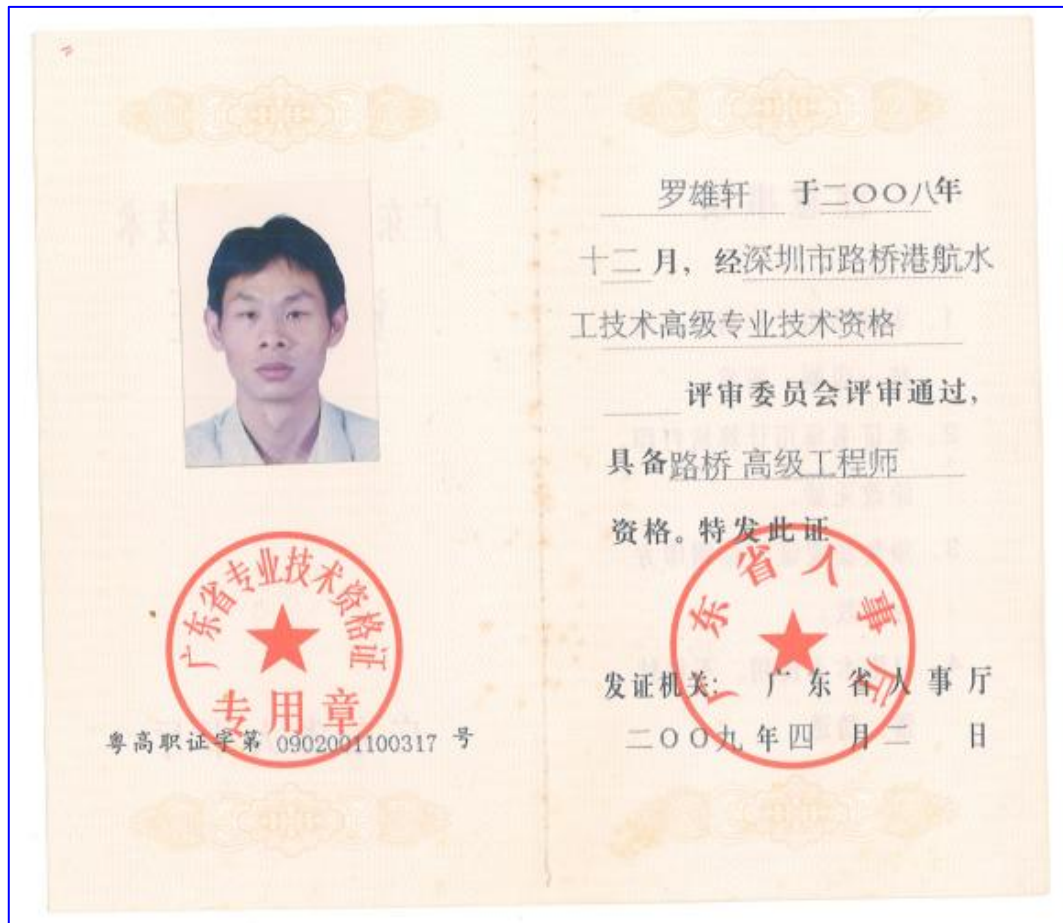 广东省专业技术资格证
专用章
粤高职证字第 0902001100317 号
罗雄轩 于二〇〇八年
十二月，经深圳市路桥港航水
工技术高级专业技术资格
评审委员会评审通过，
具备路桥 高级工程师
资格。特发此证
广东省人事厅
发证机关: 广东省人事厅
二〇〇九年四月二日